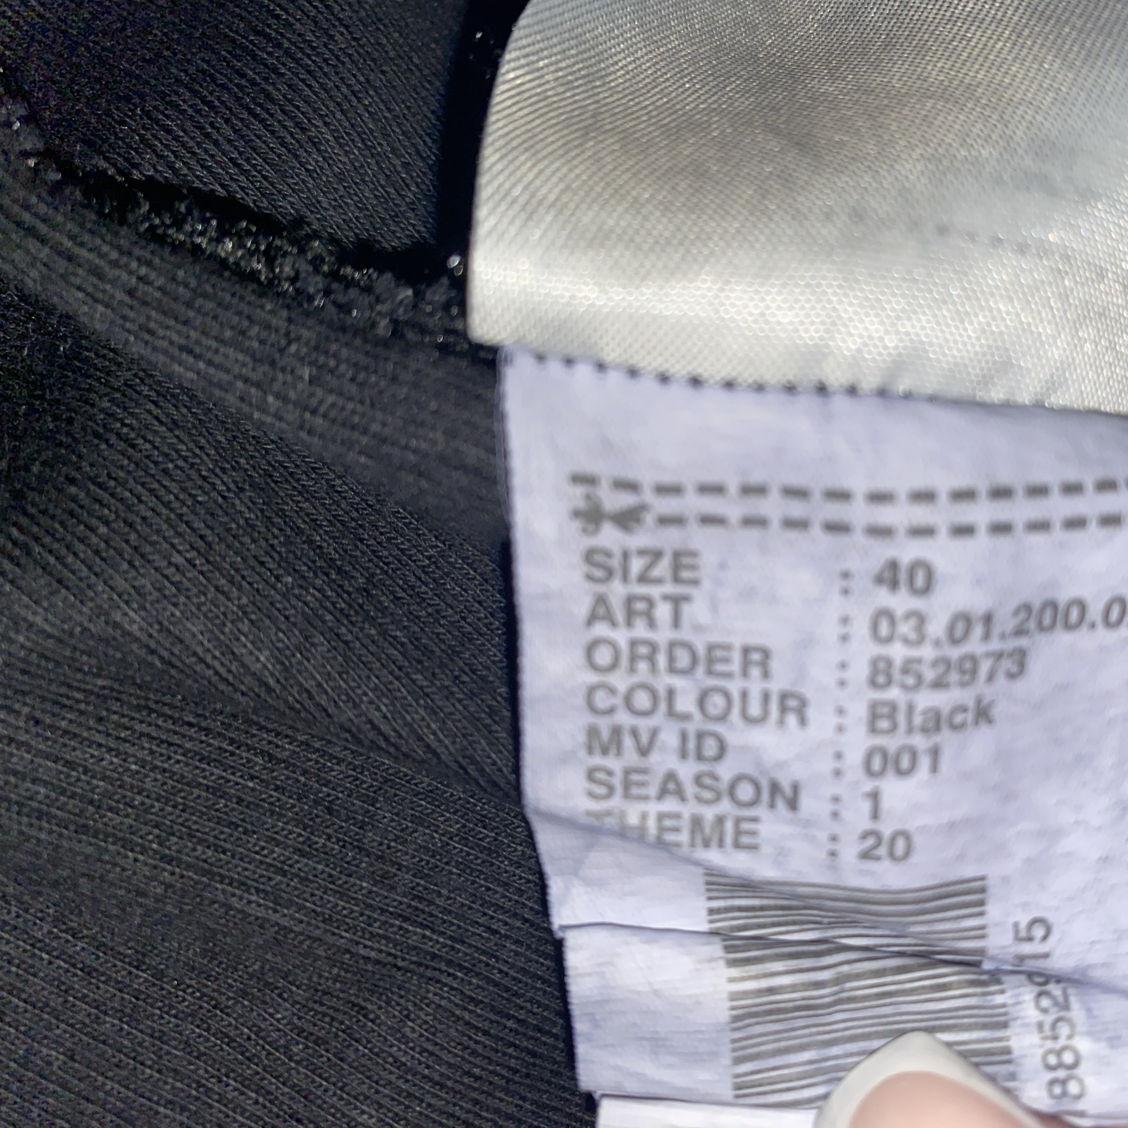 SIZE : 40
ART : 03.01.200.0
ORDER : 852973
COLOUR : Black
MV ID : 001
SEASON : 1
THEME : 20